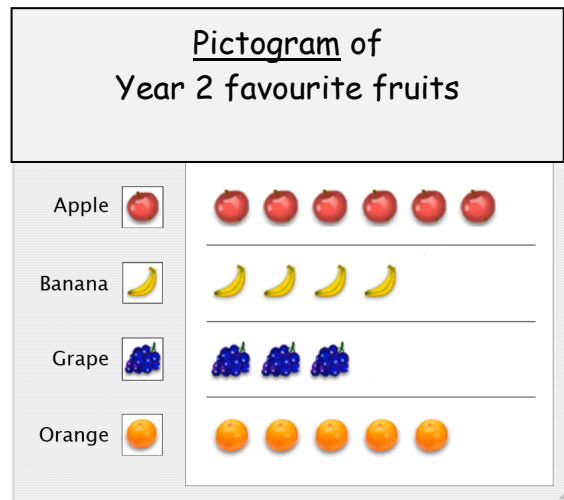 Pictogram of
Year 2 favourite fruits
Apple
Banana
Grape
Orange